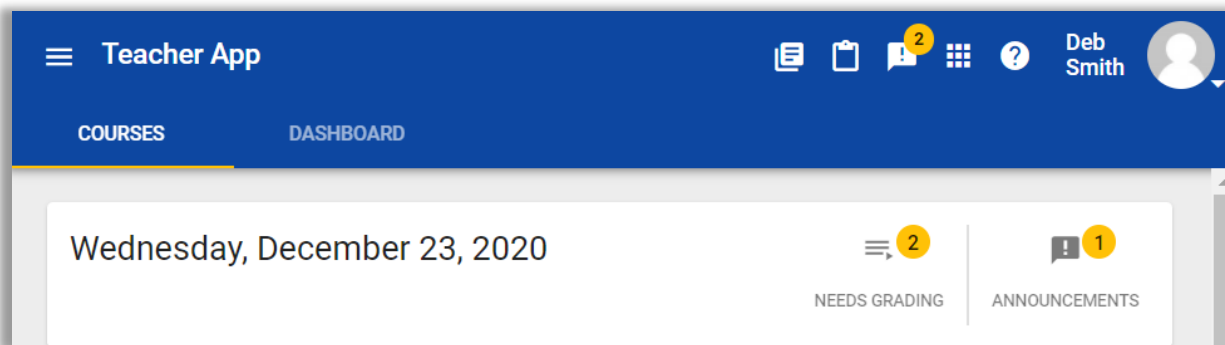 Teacher App
2
?
Deb
Smith
COURSES
DASHBOARD
Wednesday, December 23, 2020
2
1
NEEDS GRADING
ANNOUNCEMENTS